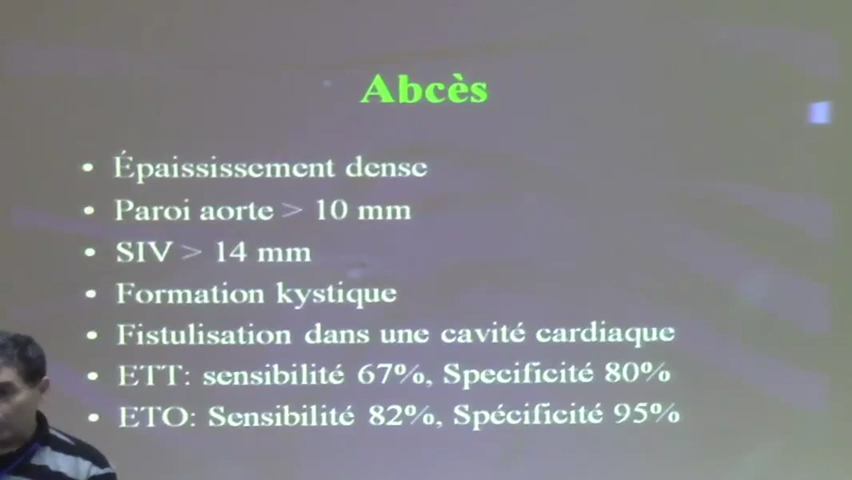 Abcès
• Épaississement dense
• Paroi aorte > 10 mm
• SIV > 14 mm
• Formation kystique
• Fistulisation dans une cavité cardiaque
• ETT: sensibilité 67%, Specificité 80%
• ETO: Sensibilité 82%, Spécificité 95%